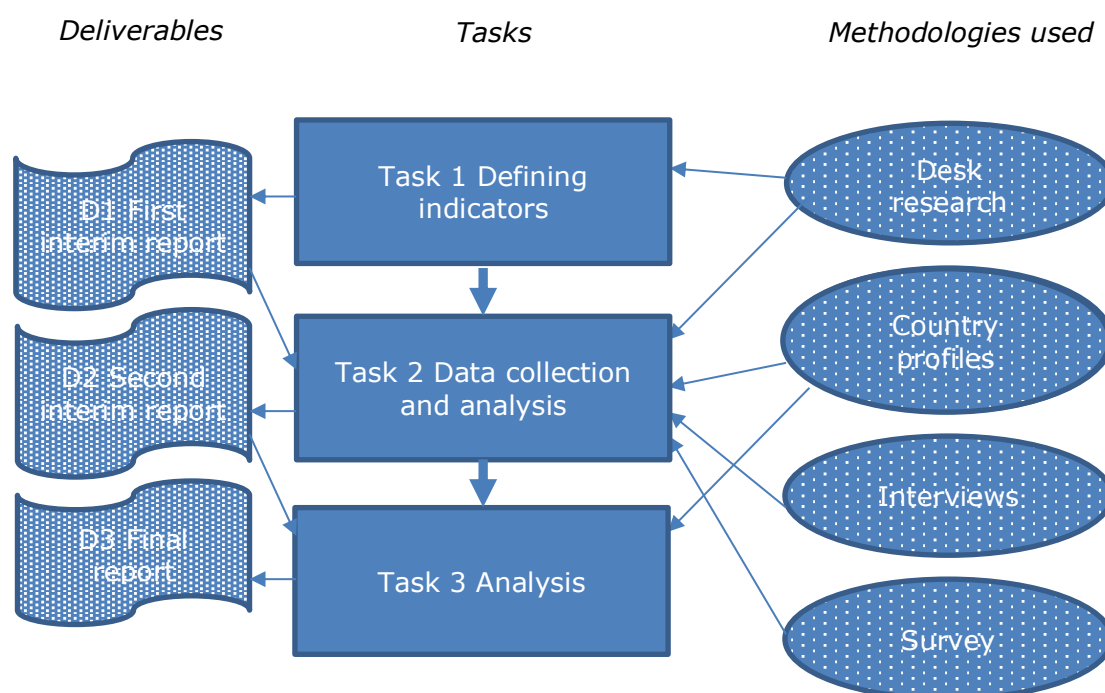 Deliverables
Tasks
Methodologies used
D1 First
interim report
D2 Second
interim report
D3 Final
report
Task 1 Defining
indicators
Task 2 Data collection
and analysis
Task 3 Analysis
Desk
research
Country
profiles
Interviews
Survey